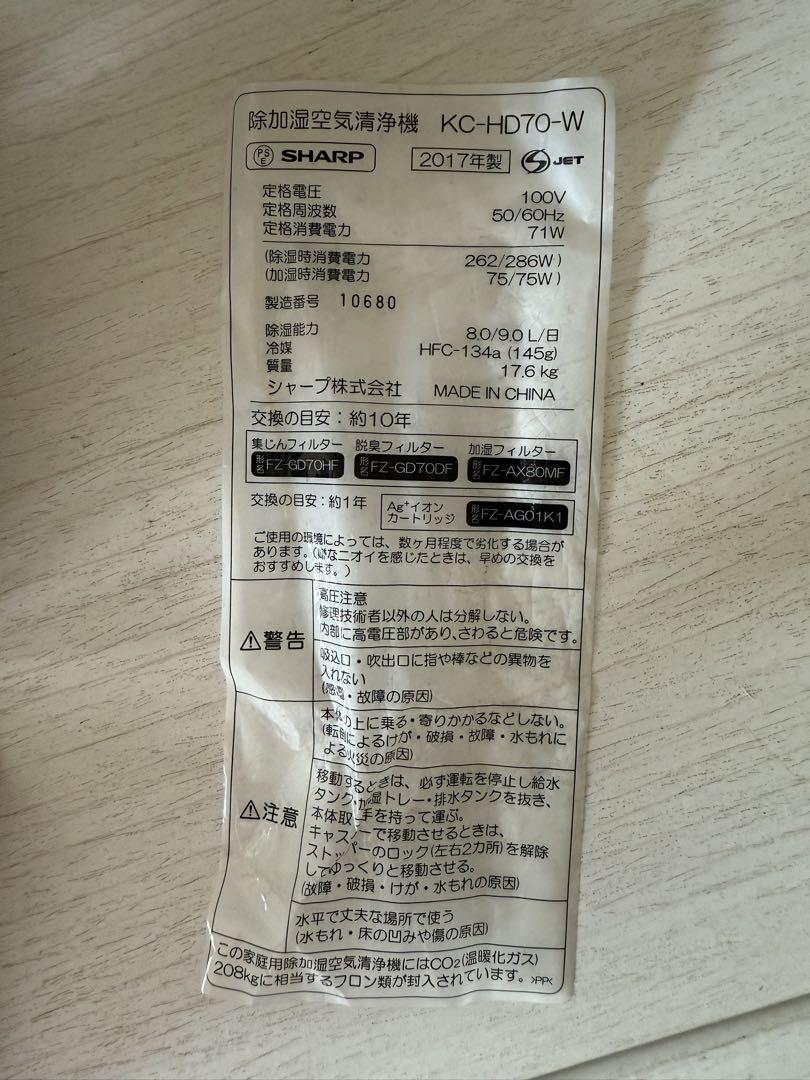 除加湿空気清浄機 KC-HD70-W
PSE SHARP 2017年製 JET
定格電圧 100V
定格周波数 50/60Hz
定格消費電力 71W
(除湿時消費電力 262/286W)
(加湿時消費電力 75/75W)
製造番号 10680
除湿能力 8.0/9.0 L/日
冷媒 HFC-134a (145g)
質量 17.6 kg
シャープ株式会社 MADE IN CHINA
交換の目安：約10年
集じんフィルター 脱臭フィルター 加湿フィルター
形名 FZ-GD70HF 形名 FZ-GD70DF 形名 FZ-AX80MF
交換の目安：約1年 Ag⁺イオンカートリッジ 形名 FZ-AG01K1
ご使用の環境によっては、数ヶ月程度で劣化する場合が
あります。(なニオイを感じたときは、早めの交換を
おすすめします。)
⚠警告
高圧注意
修理技術者以外の人は分解しない。
内部に高電圧部があり、さわると危険です。
吸込口・吹出口に指や棒などの異物を
入れない
(感電・故障の原因)
⚠注意
本体の上に乗る・寄りかかるなどしない。
(転倒によるけが・破損・故障・水もれに
よる火災の原因)
移動するときは、必ず運転を停止し給水
タンク・加湿トレー・排水タンクを抜き、
本体取手を持って運ぶ。
キャスターで移動させるときは、
ストッパーのロック(左右2カ所)を解除
してゆっくりと移動させる。
(故障・破損・けが・水もれの原因)
水平で丈夫な場所で使う
(水もれ・床の凹みや傷の原因)
この家庭用除加湿空気清浄機にはCO₂(温暖化ガス)
208kgに相当するフロン類が封入されています。 >PP<